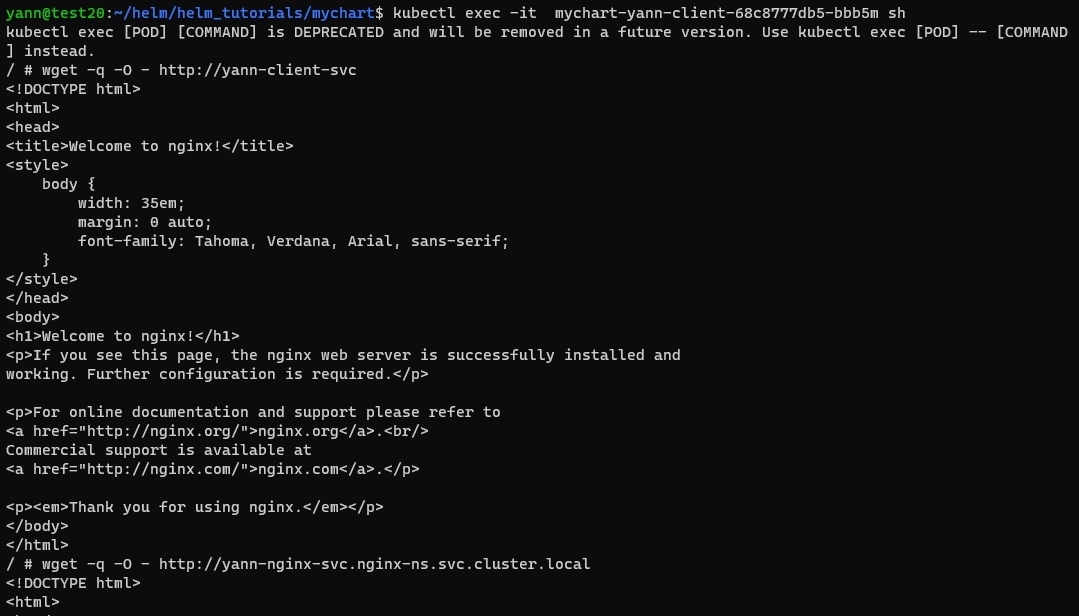 yann@test20:~/helm/helm_tutorials/mychart$ kubectl exec -it  mychart-yann-client-68c8777db5-bbb5m sh
kubectl exec [POD] [COMMAND] is DEPRECATED and will be removed in a future version. Use kubectl exec [POD] -- [COMMAND
] instead.
/ # wget -q -O - http://yann-client-svc
<!DOCTYPE html>
<html>
<head>
<title>Welcome to nginx!</title>
<style>
    body {
        width: 35em;
        margin: 0 auto;
        font-family: Tahoma, Verdana, Arial, sans-serif;
    }
</style>
</head>
<body>
<h1>Welcome to nginx!</h1>
<p>If you see this page, the nginx web server is successfully installed and
working. Further configuration is required.</p>

<p>For online documentation and support please refer to
<a href="http://nginx.org/">nginx.org</a>.<br/>
Commercial support is available at
<a href="http://nginx.com/">nginx.com</a>.</p>

<p><em>Thank you for using nginx.</em></p>
</body>
</html>
/ # wget -q -O - http://yann-nginx-svc.nginx-ns.svc.cluster.local
<!DOCTYPE html>
<html>